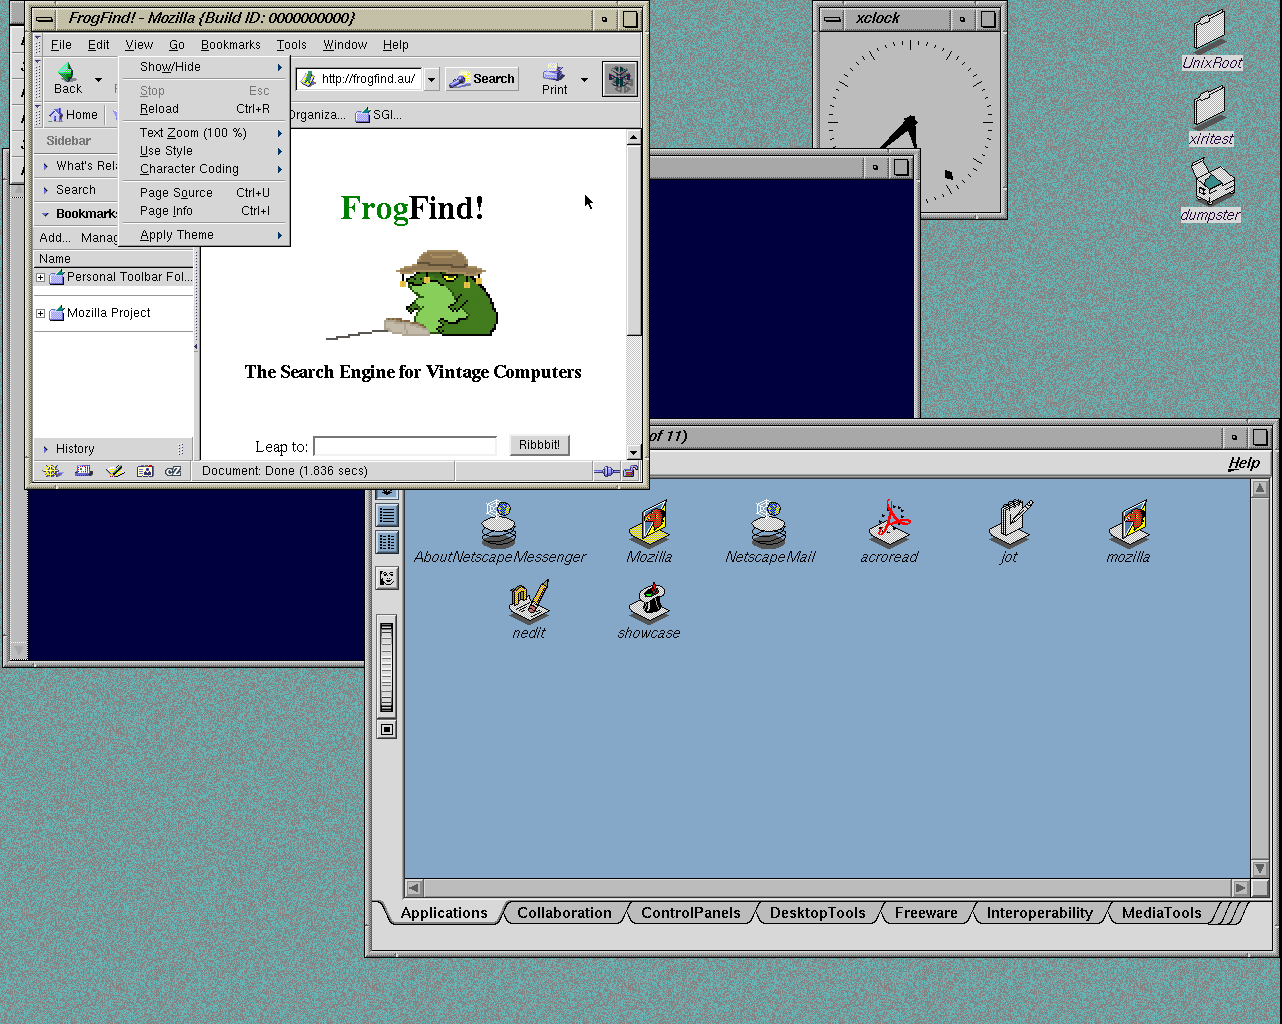 FrogFind! - Mozilla {Build ID: 0000000000}
File Edit View Go Bookmarks Tools Window Help
Back
http://frogfind.au/
Search
Print
Home
Organiza...
SGI...
Show/Hide
Stop Esc
Reload Ctrl+R
Text Zoom (100 %)
Use Style
Character Coding
Page Source Ctrl+U
Page Info Ctrl+I
Apply Theme
Sidebar
What's Rel
Search
Bookmark
Add... Manag
Name
Personal Toolbar Fol...
Mozilla Project
History
FrogFind!
The Search Engine for Vintage Computers
Leap to:
Ribbbit!
Document: Done (1.836 secs)
xclock
UnixRoot
xiritest
dumpster
of 11)
Help
AboutNetscapeMessenger
Mozilla
NetscapeMail
acroread
jot
mozilla
nedit
showcase
Applications
Collaboration
ControlPanels
DesktopTools
Freeware
Interoperability
MediaTools